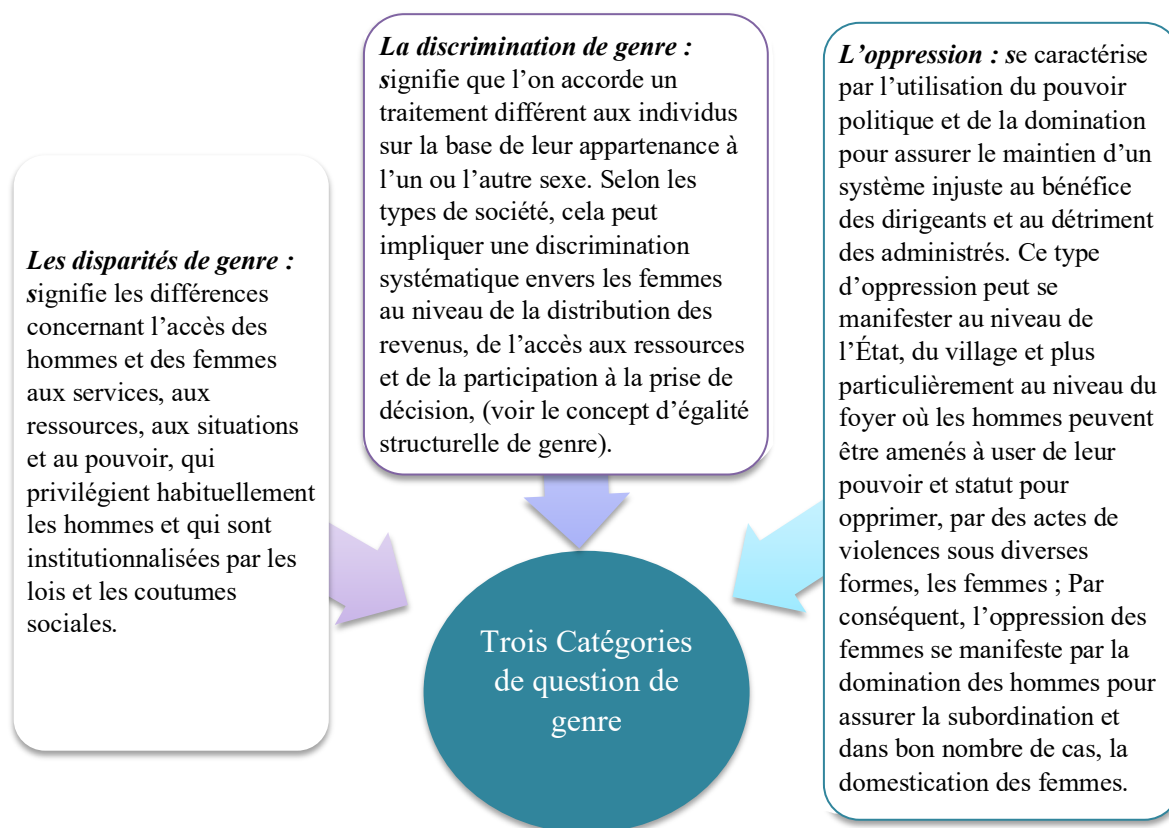 Les disparités de genre :
signifie les différences
concernant l’accès des
hommes et des femmes
aux services, aux
ressources, aux situations
et au pouvoir, qui
privilégient habituellement
les hommes et qui sont
institutionnalisées par les
lois et les coutumes
sociales.
La discrimination de genre :
signifie que l’on accorde un
traitement différent aux individus
sur la base de leur appartenance à
l’un ou l’autre sexe. Selon les
types de société, cela peut
impliquer une discrimination
systématique envers les femmes
au niveau de la distribution des
revenus, de l’accès aux ressources
et de la participation à la prise de
décision, (voir le concept d’égalité
structurelle de genre).
L’oppression : se caractérise
par l’utilisation du pouvoir
politique et de la domination
pour assurer le maintien d’un
système injuste au bénéfice
des dirigeants et au détriment
des administrés. Ce type
d’oppression peut se
manifester au niveau de
l’État, du village et plus
particulièrement au niveau du
foyer où les hommes peuvent
être amenés à user de leur
pouvoir et statut pour
opprimer, par des actes de
violences sous diverses
formes, les femmes ; Par
conséquent, l’oppression des
femmes se manifeste par la
domination des hommes pour
assurer la subordination et
dans bon nombre de cas, la
domestication des femmes.
Trois Catégories
de question de
genre